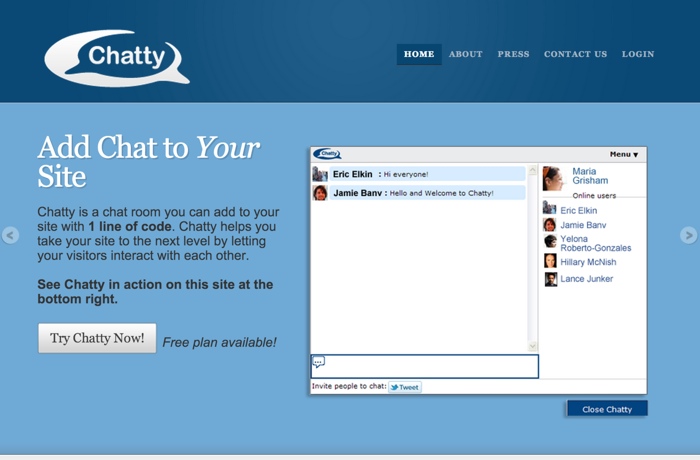 Chatty
HOME ABOUT PRESS CONTACT US LOGIN
Add Chat to Your
Site
Chatty is a chat room you can add to your
site with 1 line of code. Chatty helps you
take your site to the next level by letting
your visitors interact with each other.
See Chatty in action on this site at the
bottom right.
Try Chatty Now!
Free plan available!
Chatty
Menu ▼
Eric Elkin : Hi everyone!
Jamie Banv : Hello and Welcome to Chatty!
Maria
Grisham
Online users
Eric Elkin
Jamie Banv
Yelona
Roberto-Gonzales
Hillary McNish
Lance Junker
Invite people to chat: Tweet
Close Chatty